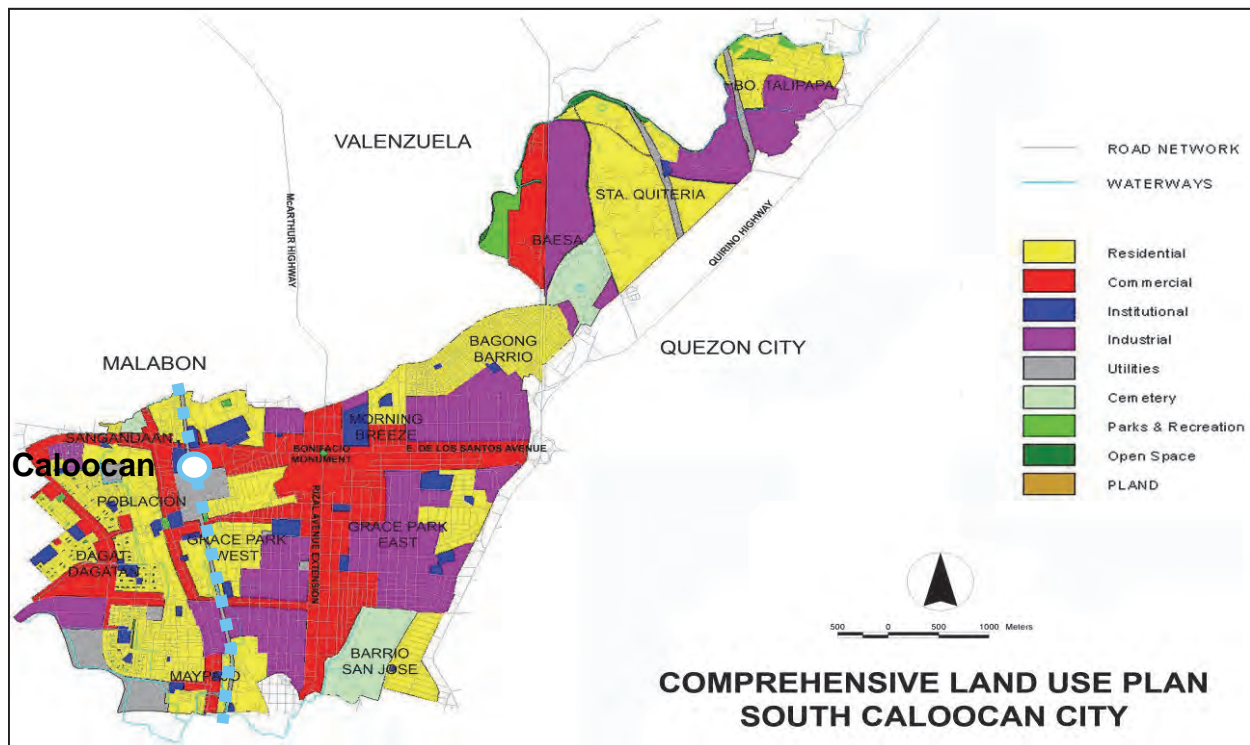 BO. TALIPAPA
VALENZUELA
ROAD NETWORK
WATERWAYS
STA. QUITERIA
McARTHUR HIGHWAY
BAESA
QUIRINO HIGHWAY
Residential
Commercial
Institutional
Industrial
Utilities
Cemetery
Parks & Recreation
Open Space
PLAND
BAGONG
BARRIO
QUEZON CITY
MALABON
MORNING
BREEZE
SANGANDAAN
BONIFACIO
MONUMENT
E. DE LOS SANTOS AVENUE
Caloocan
POBLACION
GRACE PARK
WEST
RIZAL AVENUE EXTENSION
GRACE PARK
EAST
DAGAT-
DAGATAN
BARRIO
SAN JOSE
MAYPAJO
500 0 500 1000 Meters
COMPREHENSIVE LAND USE PLAN
SOUTH CALOOCAN CITY